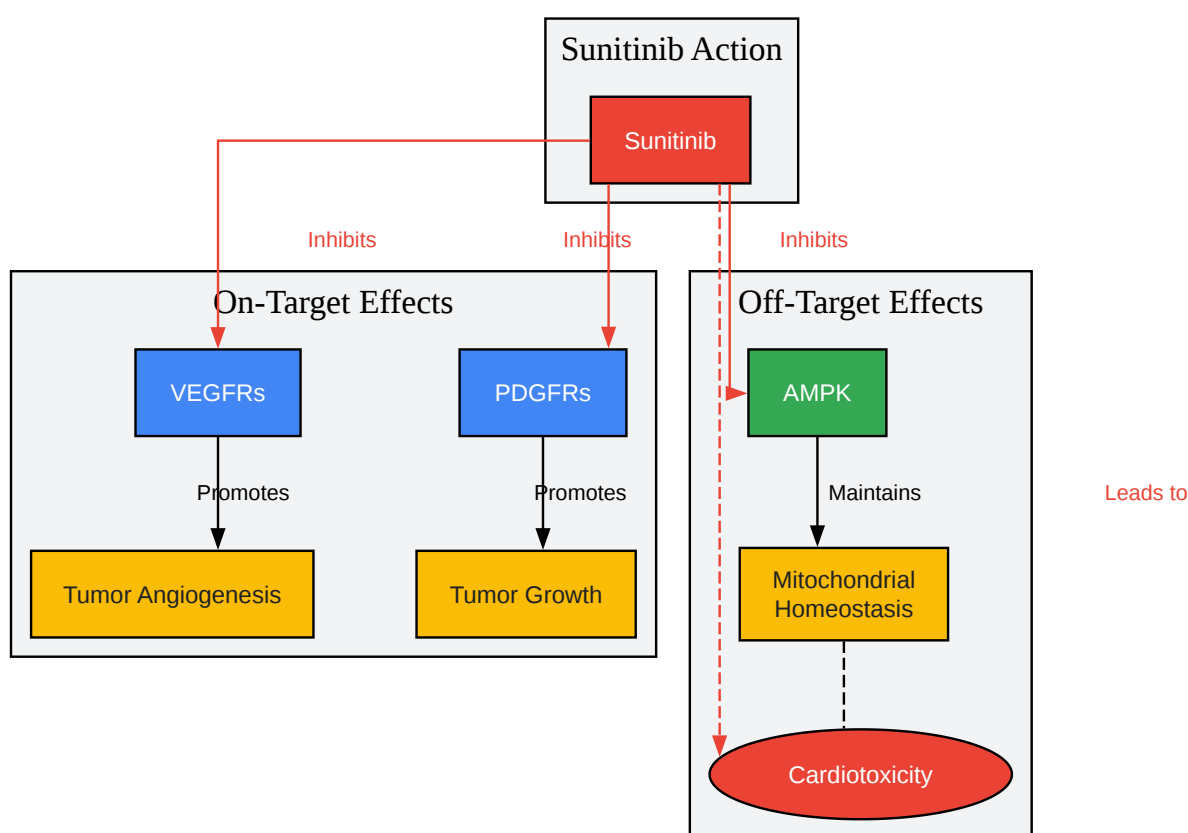 Sunitinib Action
Sunitinib
Inhibits
Inhibits
Inhibits
On-Target Effects
Off-Target Effects
VEGFRs
PDGFRs
AMPK
Promotes
Promotes
Maintains
Leads to
Tumor Angiogenesis
Tumor Growth
Mitochondrial
Homeostasis
Cardiotoxicity